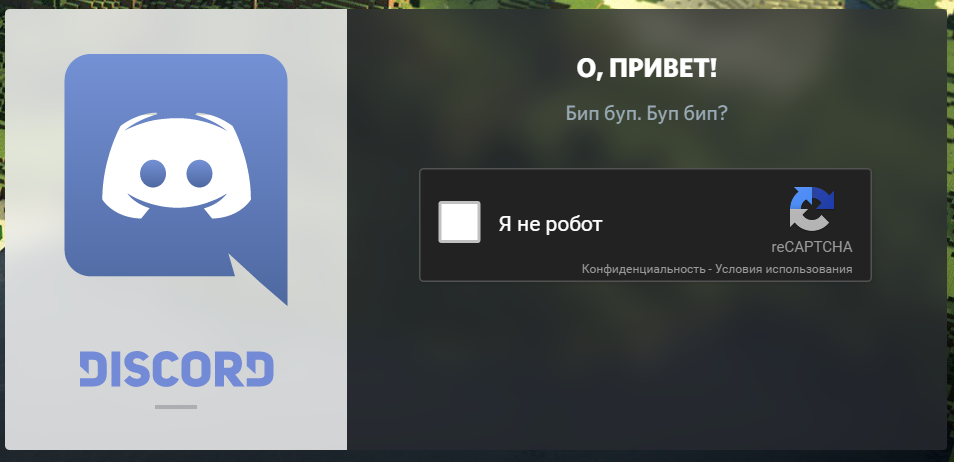 DISCORD
О, ПРИВЕТ!
Бип буп. Буп бип?
Я не робот
reCAPTCHA
Конфиденциальность - Условия использования